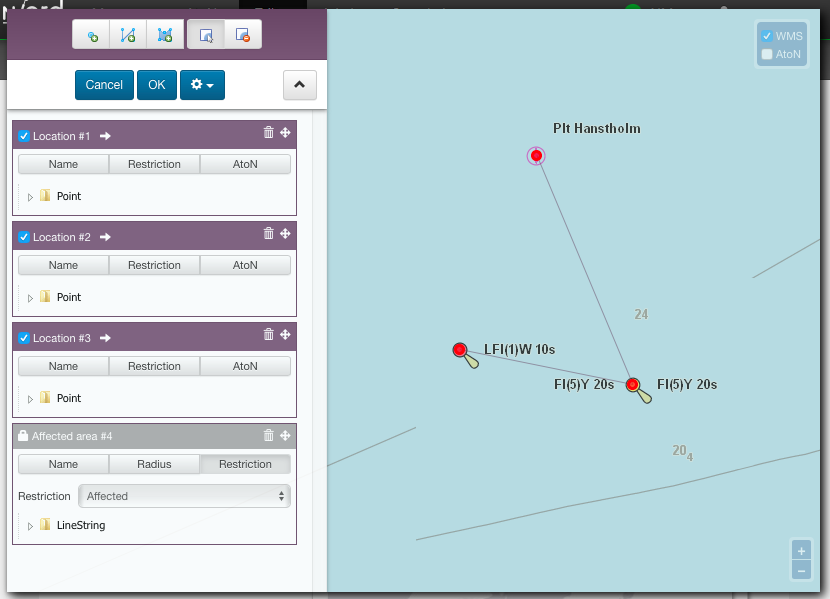 Cancel OK
Location #1
Name Restriction AtoN
Point
Location #2
Name Restriction AtoN
Point
Location #3
Name Restriction AtoN
Point
Affected area #4
Name Radius Restriction
Restriction Affected
LineString
WMS
AtoN
Plt Hanstholm
24
LFl(1)W 10s
Fl(5)Y 20s Fl(5)Y 20s
20 4
+
−